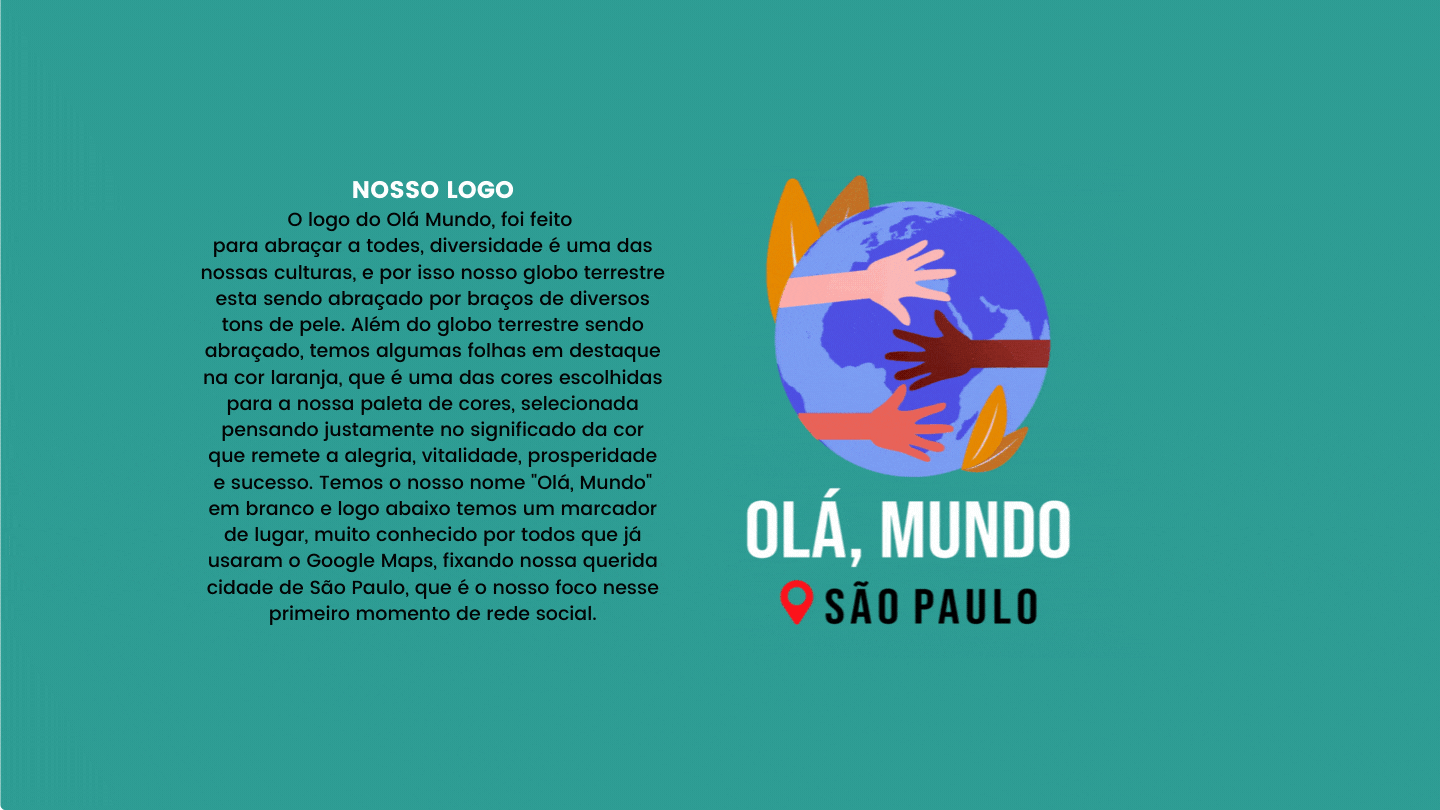 NOSSO LOGO
O logo do Olá Mundo, foi feito
para abraçar a todes, diversidade é uma das
nossas culturas, e por isso nosso globo terrestre
esta sendo abraçado por braços de diversos
tons de pele. Além do globo terrestre sendo
abraçado, temos algumas folhas em destaque
na cor laranja, que é uma das cores escolhidas
para a nossa paleta de cores, selecionada
pensando justamente no significado da cor
que remete a alegria, vitalidade, prosperidade
e sucesso. Temos o nosso nome "Olá, Mundo"
em branco e logo abaixo temos um marcador
de lugar, muito conhecido por todos que já
usaram o Google Maps, fixando nossa querida
cidade de São Paulo, que é o nosso foco nesse
primeiro momento de rede social.
OLÁ, MUNDO
SÃO PAULO